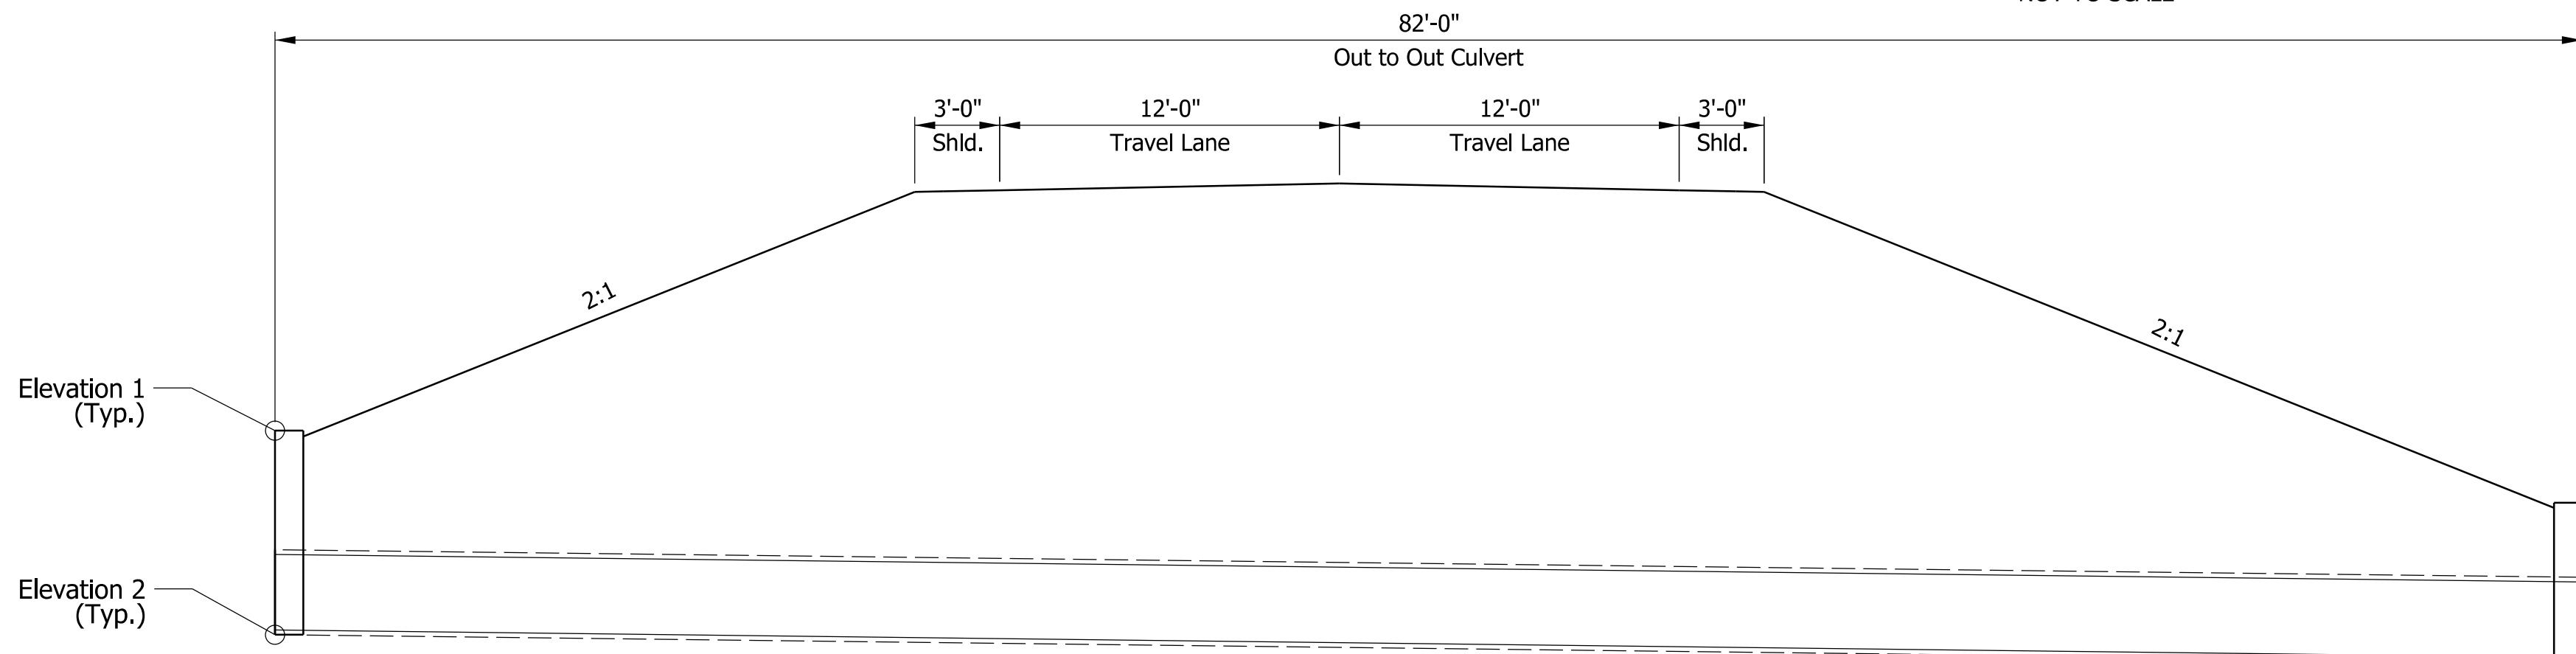 82'-0"
Out to Out Culvert
3'-0" 12'-0" 12'-0" 3'-0"
Shld. Travel Lane Travel Lane Shld.
2:1
2:1
Elevation 1
(Typ.)
Elevation 2
(Typ.)